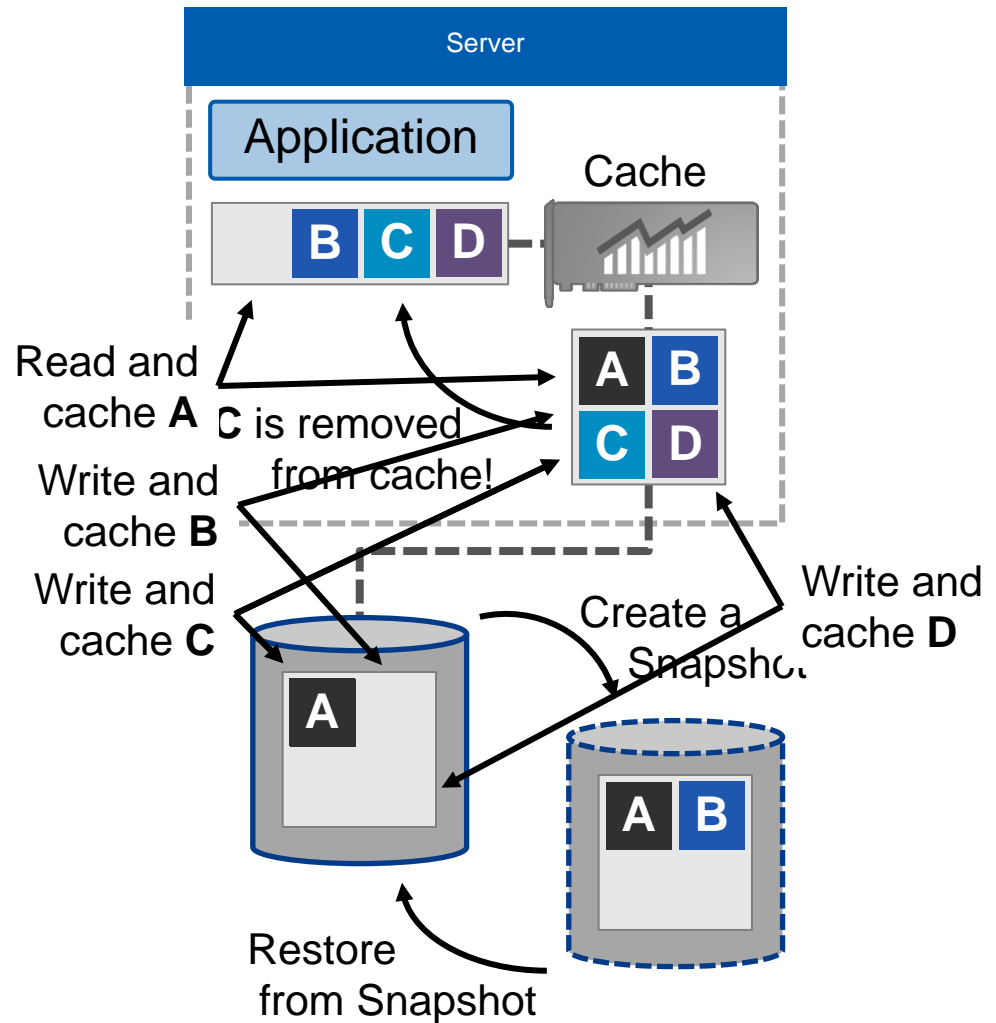 Server
Application
Cache
B C D
Read and
cache A
A B
C is removed
from cache!
C D
Write and
cache B
Write and
cache C
Write and
cache D
Create a
Snapshot
A
A B
Restore
from Snapshot